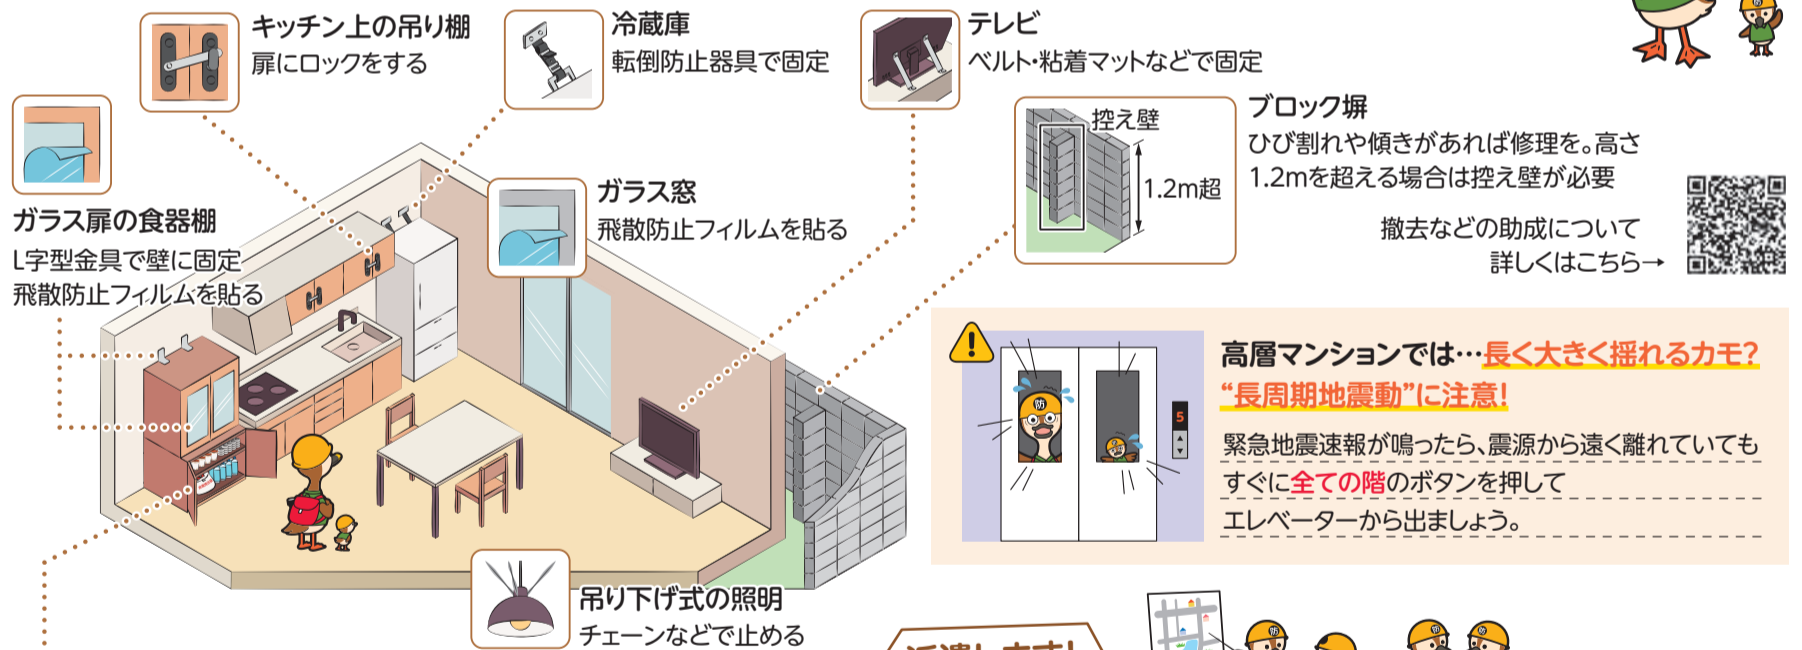 キッチン上の吊り棚
扉にロックをする
冷蔵庫
転倒防止器具で固定
テレビ
ベルト・粘着マットなどで固定
ガラス扉の食器棚
L字型金具で壁に固定
飛散防止フィルムを貼る
ガラス窓
飛散防止フィルムを貼る
控え壁
1.2m超
ブロック塀
ひび割れや傾きがあれば修理を。高さ
1.2mを超える場合は控え壁が必要
撤去などの助成について
詳しくはこちら→
防
5
高層マンションでは…長く大きく揺れるカモ?
“長周期地震動”に注意!
緊急地震速報が鳴ったら、震源から遠く離れていても
すぐに全ての階のボタンを押して
エレベーターから出ましょう。
吊り下げ式の照明
チェーンなどで止める